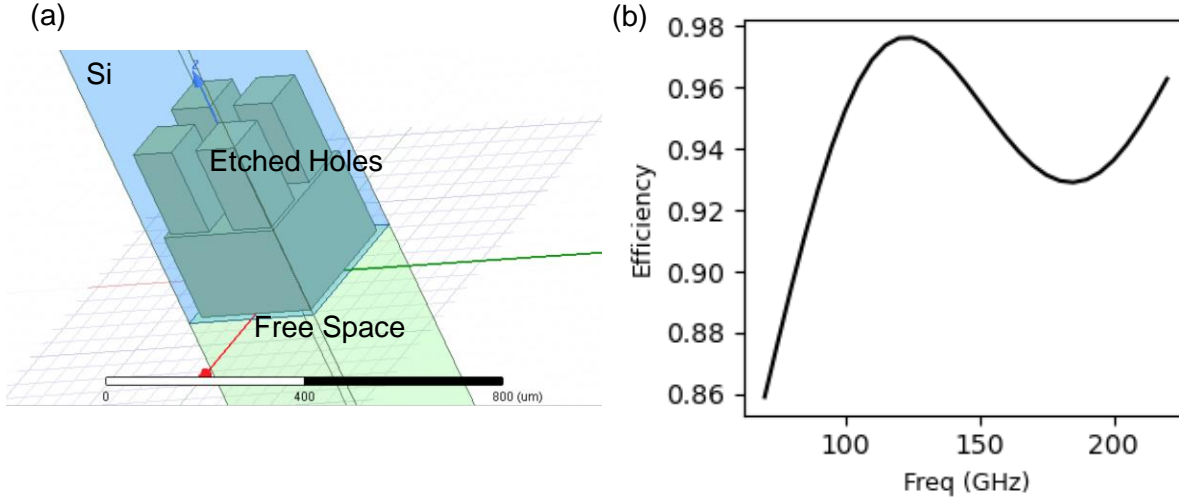 (a)
Si
Z
Etched Holes
Free Space
0
400
800 (um)
(b)
0.98
0.96
0.94
0.92
0.90
0.88
0.86
Efficiency
100
150
200
Freq (GHz)